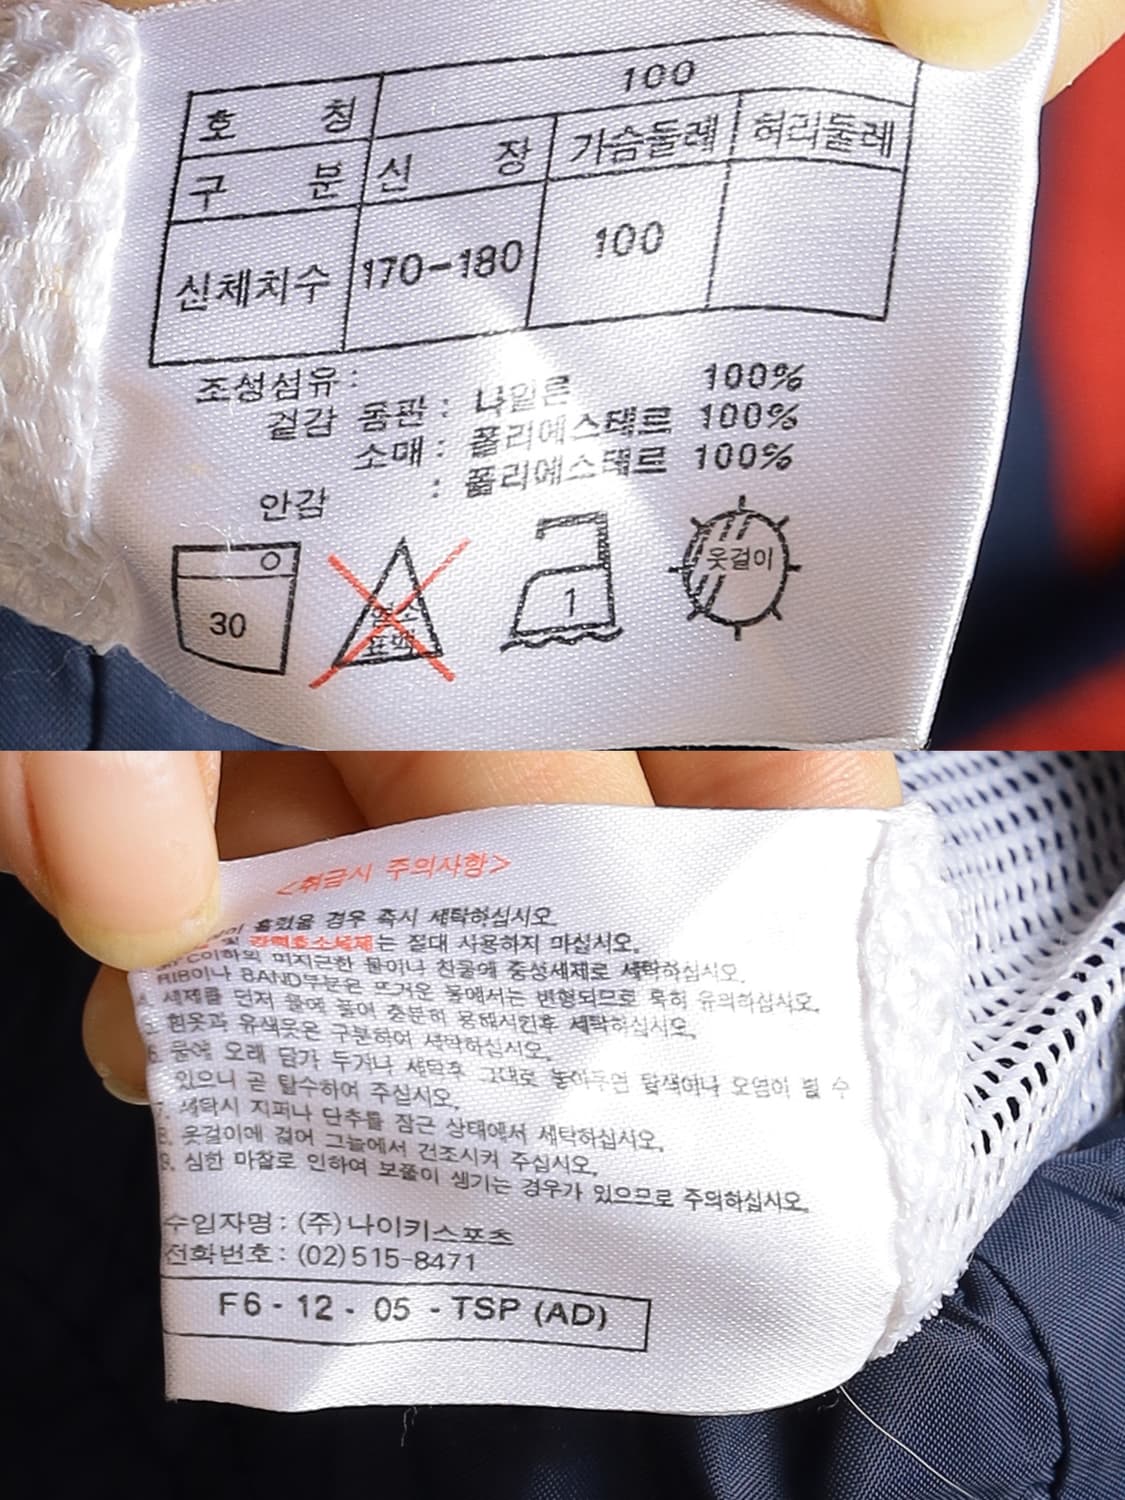 호 칭 100
구 분 신 장 가슴둘레 허리둘레
신체치수 170-180 100
조성섬유:
겉감 몸판: 나일론 100%
소매: 폴리에스테르 100%
안감 : 폴리에스테르 100%
30
염소
표백
1
옷걸이
<취급시 주의사항>
흘렸을 경우 즉시 세탁하십시오.
및 는 절대 사용하지 마십시오.
이하의 미지근한 물이나 찬물에 중성세제로 세탁하십시오.
RIB이나 BAND부분은 뜨거운 물에서는 변형되므로 특히 유의하십시오.
4. 세제를 먼저 물에 풀어 충분히 용해시킨후 세탁하십시오.
5. 흰옷과 유색옷은 구분하여 세탁하십시오.
6. 물에 오래 담가 두거나 세탁후 그대로 놓아두면 탈색이나 오염이 될 수
있으니 곧 탈수하여 주십시오.
7. 세탁시 지퍼나 단추를 잠근 상태에서 세탁하십시오.
8. 옷걸이에 걸어 그늘에서 건조시켜 주십시오.
9. 심한 마찰로 인하여 보풀이 생기는 경우가 있으므로 주의하십시오.
수입자명: (주)나이키스포츠
전화번호: (02)515-8471
F6 - 12 - 05 - TSP (AD)